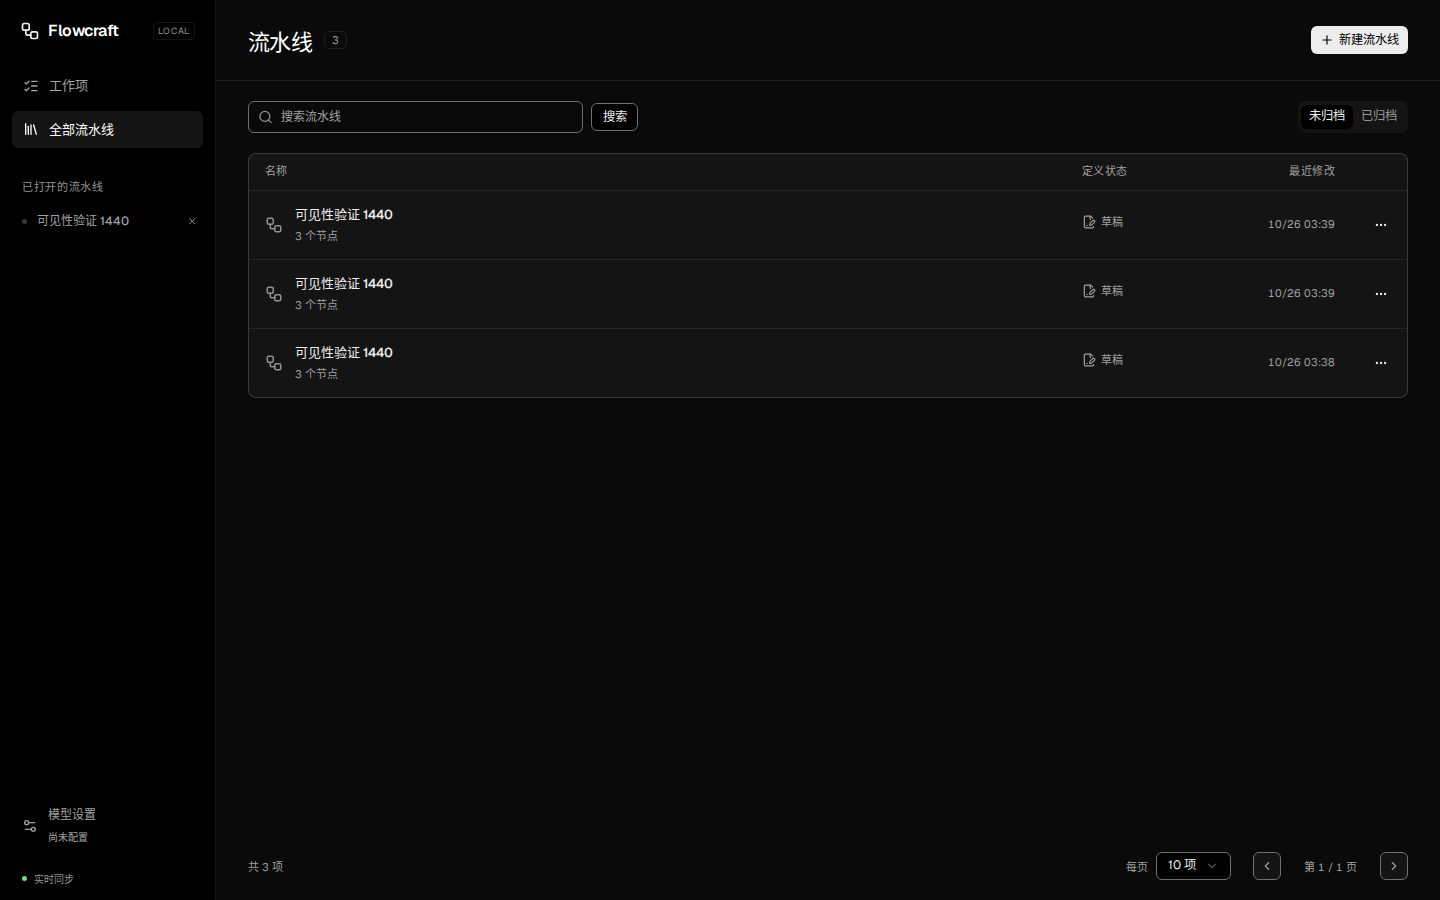 Flowcraft LOCAL
工作项
全部流水线
已打开的流水线
可见性验证 1440
模型设置
尚未配置
实时同步
流水线 3
新建流水线
搜索流水线 搜索
未归档 已归档
名称 定义状态 最近修改
可见性验证 1440
3 个节点
草稿 10/26 03:39
可见性验证 1440
3 个节点
草稿 10/26 03:39
可见性验证 1440
3 个节点
草稿 10/26 03:38
共 3 项 每页 10 项 第 1 / 1 页